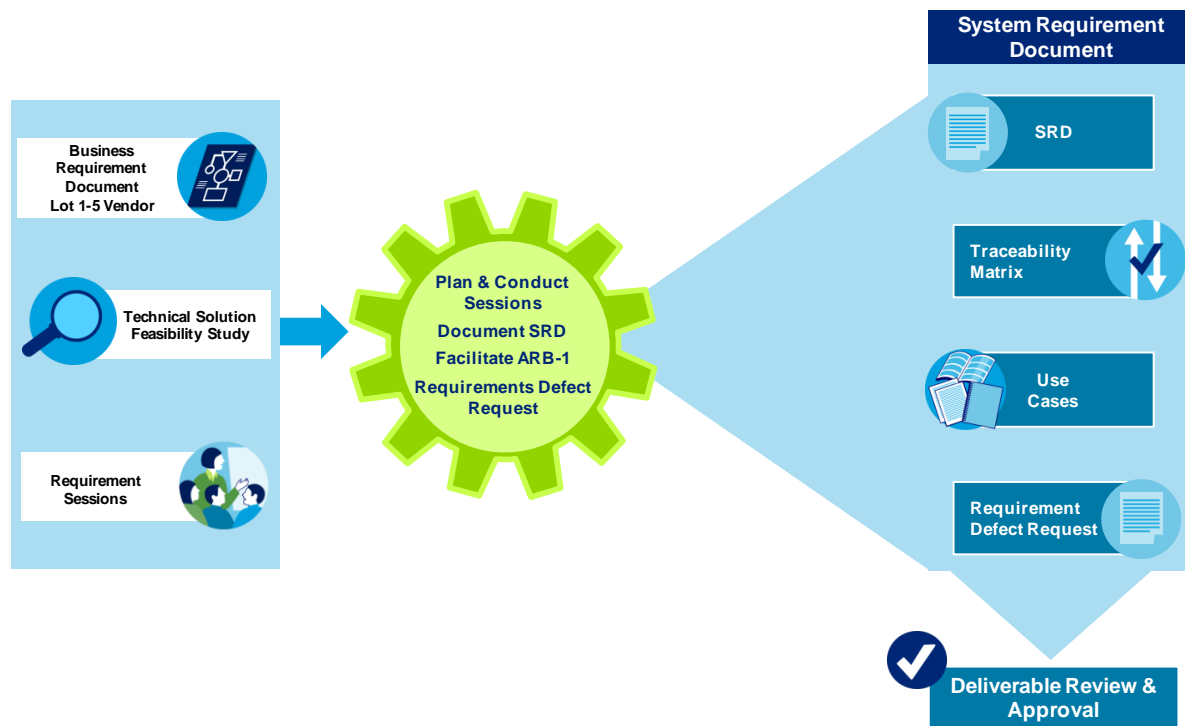 Business
Requirement
Document
Lot 1-5 Vendor
Technical Solution
Feasibility Study
Requirement
Sessions
Plan & Conduct
Sessions
Document SRD
Facilitate ARB-1
Requirements Defect
Request
System Requirement
Document
SRD
Traceability
Matrix
Use
Cases
Requirement
Defect Request
Deliverable Review &
Approval